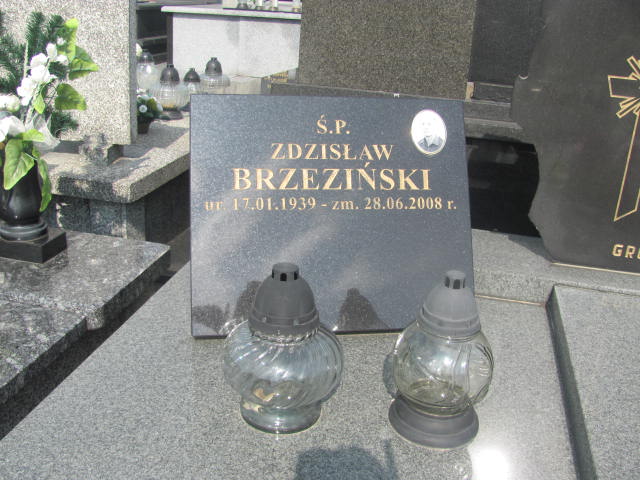 Ś.P.
ZDZISŁAW
BRZEZIŃSKI
ur. 17.01.1939 - zm. 28.06.2008 r.